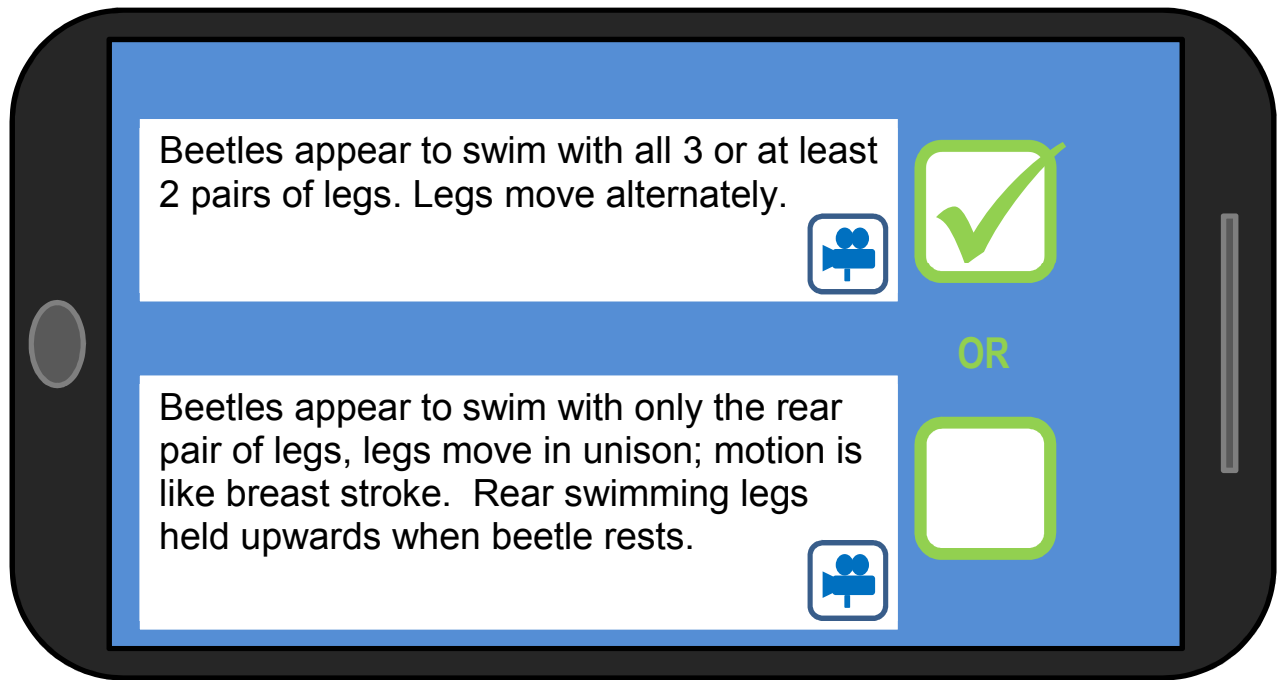 Beetles appear to swim with all 3 or at least
2 pairs of legs. Legs move alternately.
OR
Beetles appear to swim with only the rear
pair of legs, legs move in unison; motion is
like breast stroke.  Rear swimming legs
held upwards when beetle rests.